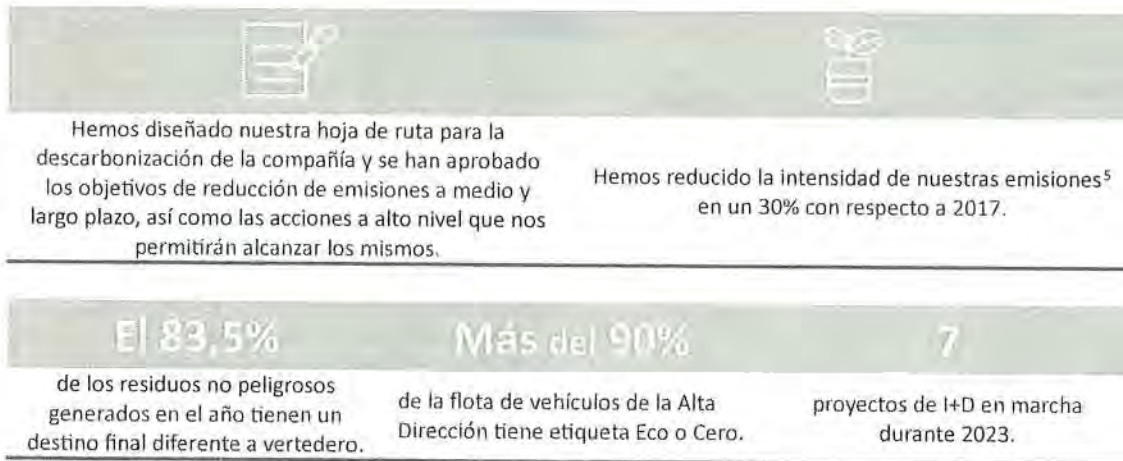 Hemos diseñado nuestra hoja de ruta para la
descarbonización de la compañía y se han aprobado
los objetivos de reducción de emisiones a medio y
largo plazo, así como las acciones a alto nivel que nos
permitirán alcanzar los mismos.
Hemos reducido la intensidad de nuestras emisiones⁵
en un 30% con respecto a 2017.
El 83,5%
de los residuos no peligrosos
generados en el año tienen un
destino final diferente a vertedero.
Más del 90%
de la flota de vehículos de la Alta
Dirección tiene etiqueta Eco o Cero.
7
proyectos de I+D en marcha
durante 2023.